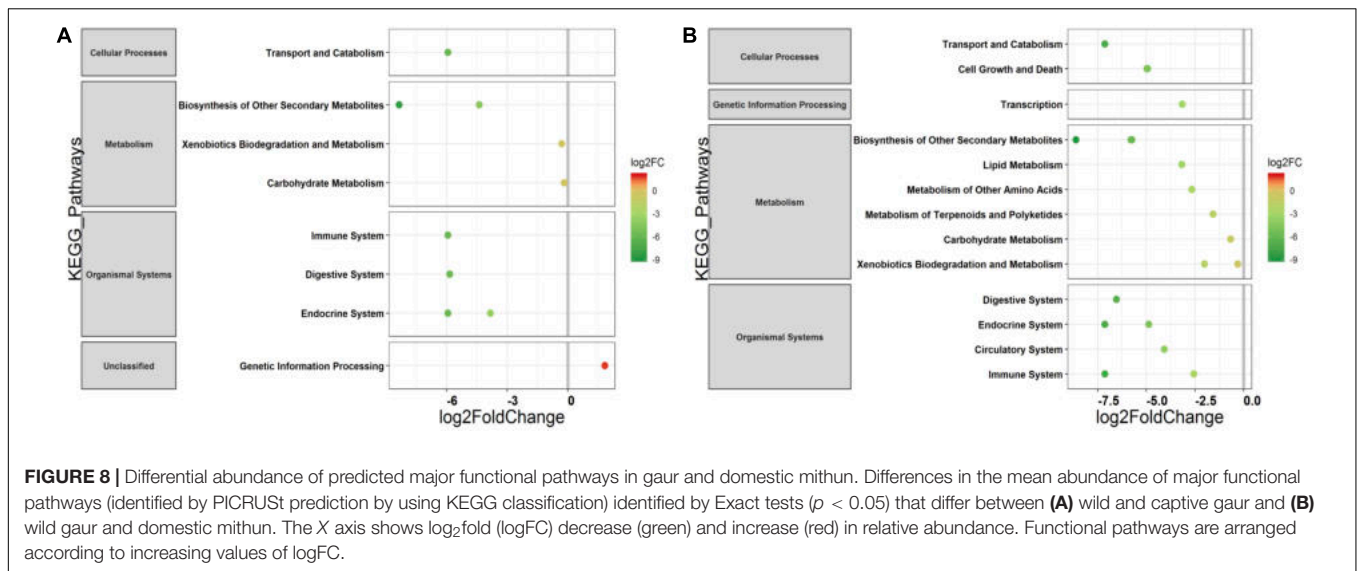 A
KEGG_Pathways
Cellular Processes
Transport and Catabolism
Metabolism
Biosynthesis of Other Secondary Metabolites
Xenobiotics Biodegradation and Metabolism
Carbohydrate Metabolism
Organismal Systems
Immune System
Digestive System
Endocrine System
Unclassified
Genetic Information Processing
-6 -3 0
log2FoldChange
log2FC
0
-3
-6
-9
B
KEGG_Pathways
Cellular Processes
Transport and Catabolism
Cell Growth and Death
Genetic Information Processing
Transcription
Metabolism
Biosynthesis of Other Secondary Metabolites
Lipid Metabolism
Metabolism of Other Amino Acids
Metabolism of Terpenoids and Polyketides
Carbohydrate Metabolism
Xenobiotics Biodegradation and Metabolism
Organismal Systems
Digestive System
Endocrine System
Circulatory System
Immune System
-7.5 -5.0 -2.5 0.0
log2FoldChange
log2FC
0
-3
-6
-9
FIGURE 8 | Differential abundance of predicted major functional pathways in gaur and domestic mithun. Differences in the mean abundance of major functional
pathways (identified by PICRUSt prediction by using KEGG classification) identified by Exact tests (p < 0.05) that differ between (A) wild and captive gaur and (B)
wild gaur and domestic mithun. The X axis shows log₂fold (logFC) decrease (green) and increase (red) in relative abundance. Functional pathways are arranged
according to increasing values of logFC.